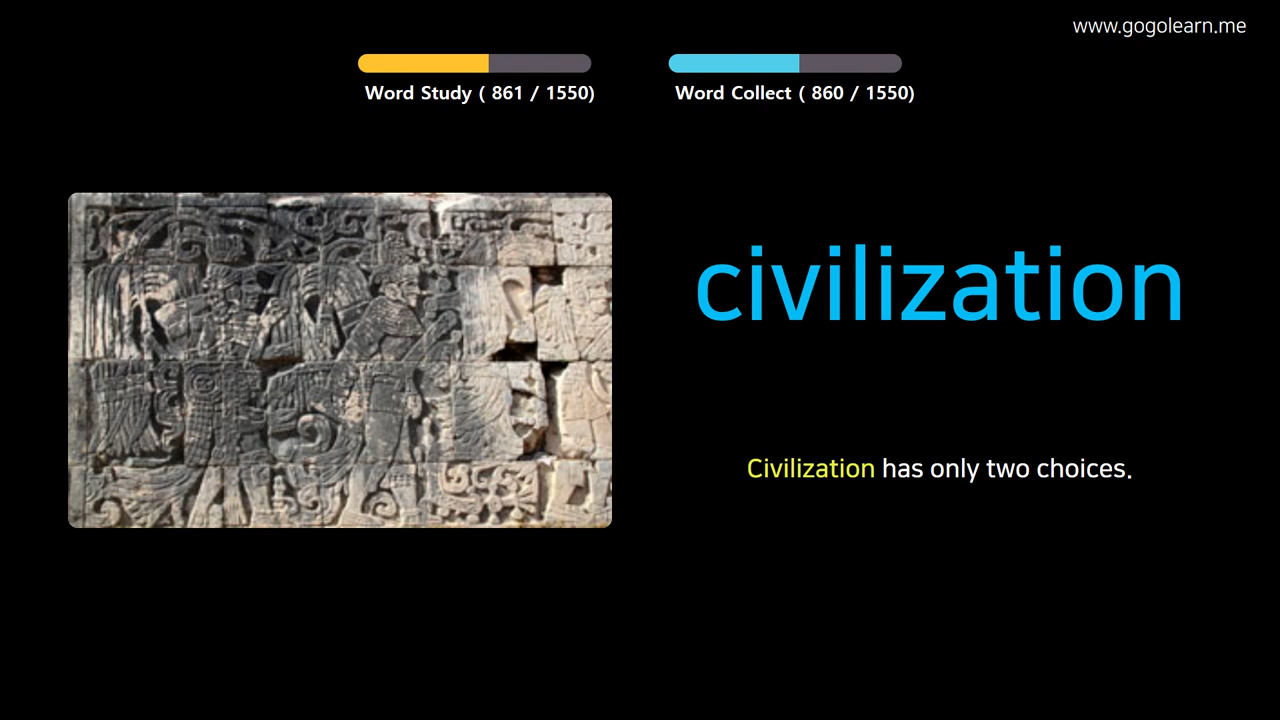 www.gogolearn.me
Word Study ( 861 / 1550)
Word Collect ( 860 / 1550)
civilization
Civilization has only two choices.